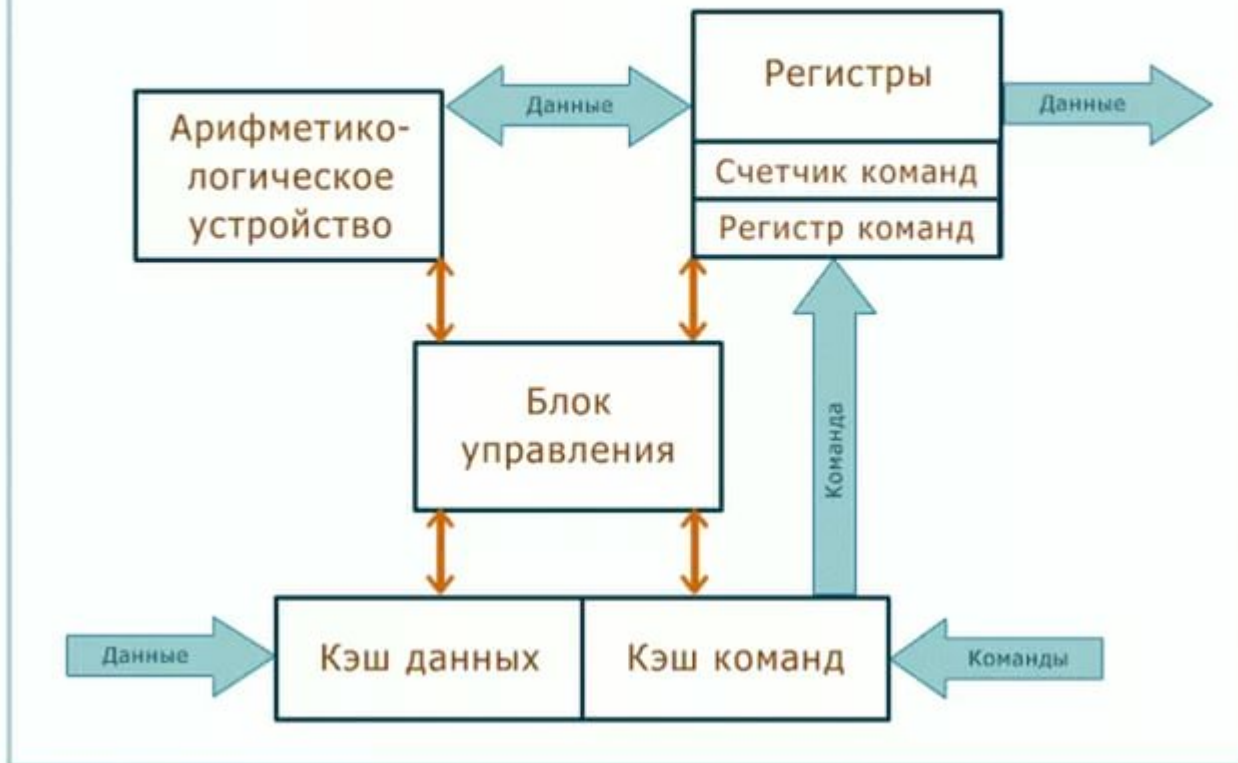 Арифметико-
логическое
устройство
Данные
Регистры
Счетчик команд
Регистр команд
Данные
Блок
управления
Команда
Данные
Кэш данных
Кэш команд
Команды